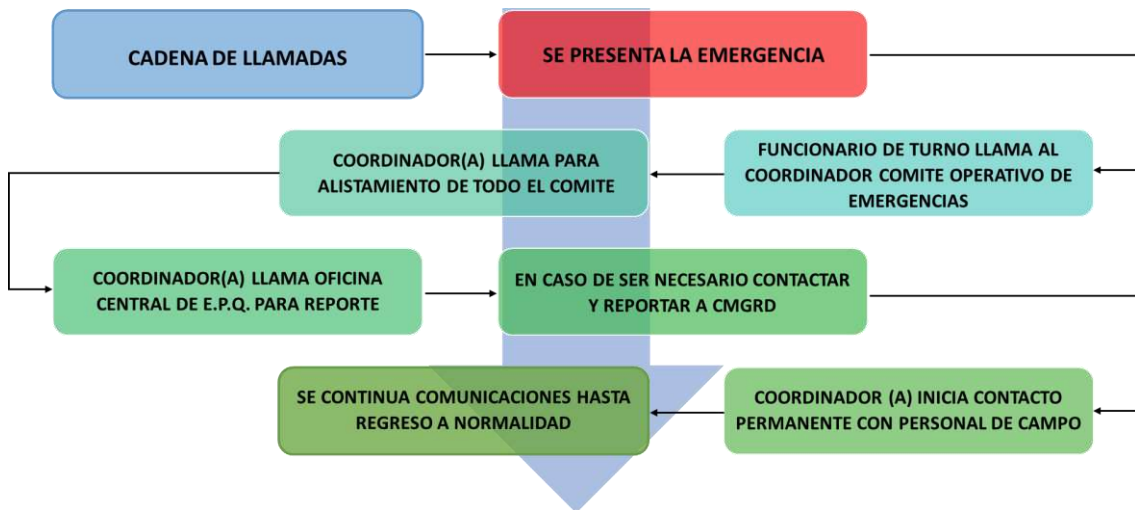 CADENA DE LLAMADAS
SE PRESENTA LA EMERGENCIA
FUNCIONARIO DE TURNO LLAMA AL
COORDINADOR COMITE OPERATIVO DE
EMERGENCIAS
COORDINADOR(A) LLAMA PARA
ALISTAMIENTO DE TODO EL COMITE
COORDINADOR(A) LLAMA OFICINA
CENTRAL DE E.P.Q. PARA REPORTE
EN CASO DE SER NECESARIO CONTACTAR
Y REPORTAR A CMGRD
COORDINADOR (A) INICIA CONTACTO
PERMANENTE CON PERSONAL DE CAMPO
SE CONTINUA COMUNICACIONES HASTA
REGRESO A NORMALIDAD